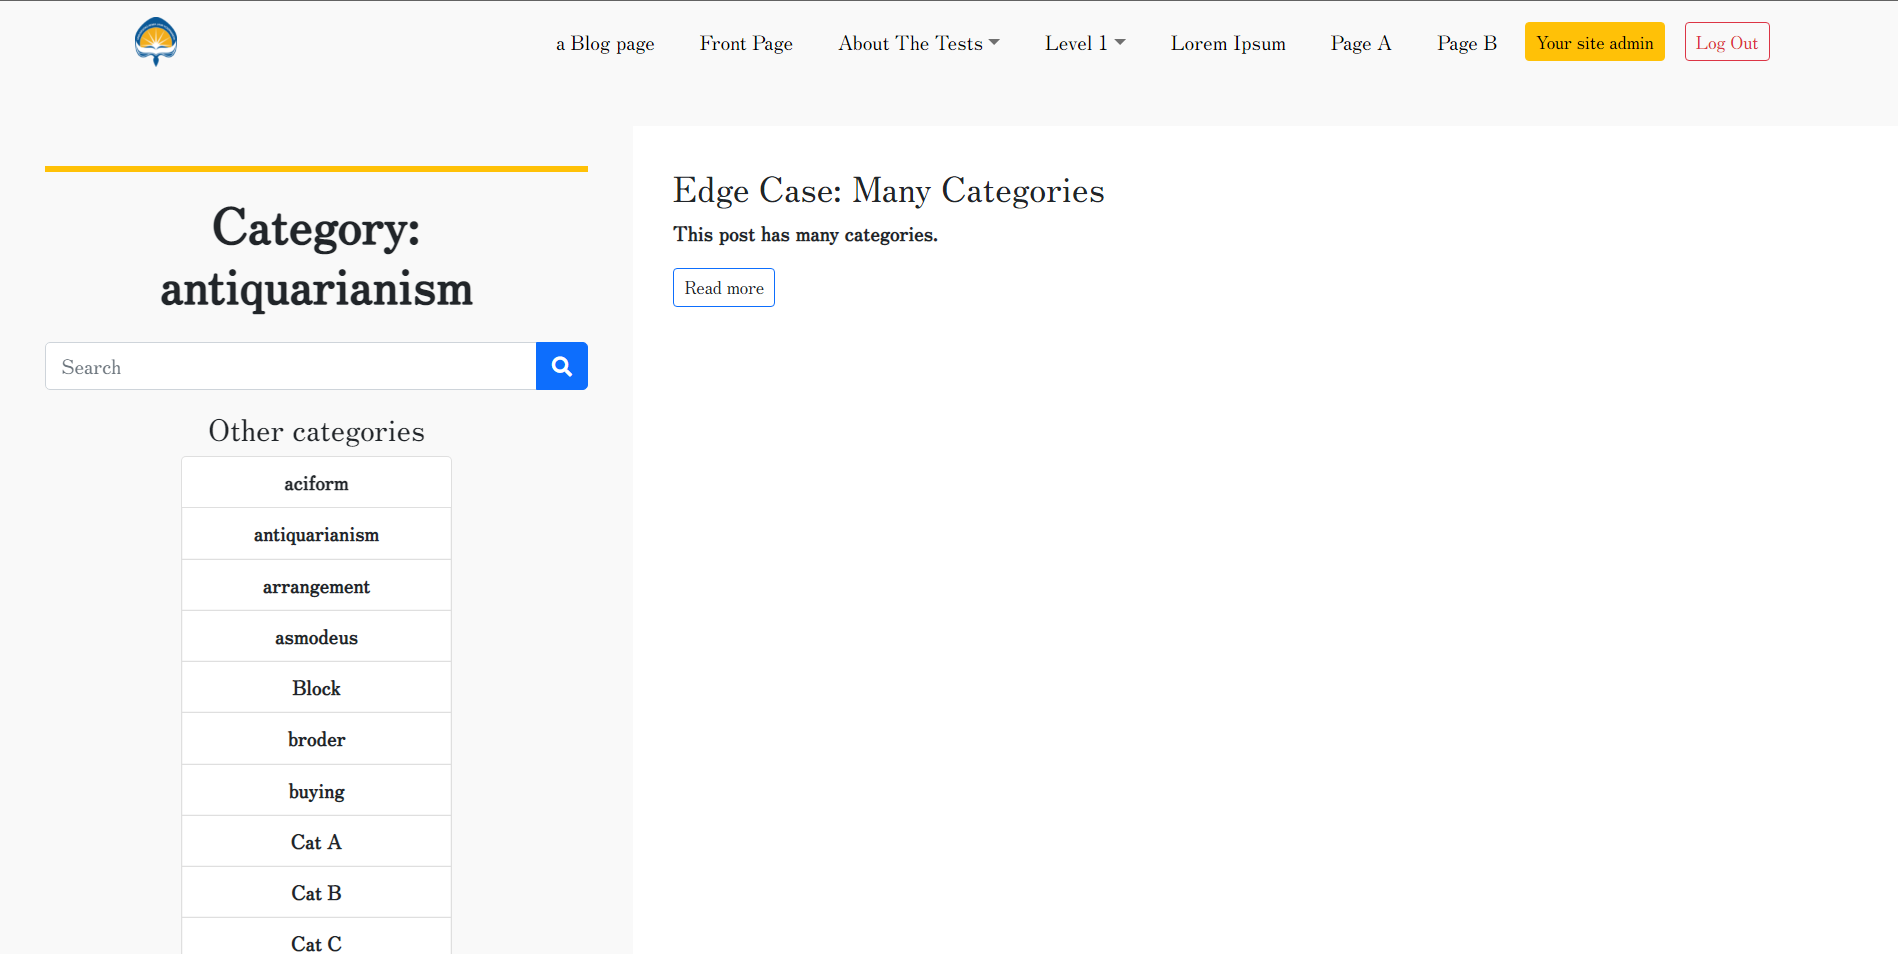 a Blog page Front Page About The Tests Level 1 Lorem Ipsum Page A Page B Your site admin Log Out
Category:
antiquarianism
Search
Other categories
aciform
antiquarianism
arrangement
asmodeus
Block
broder
buying
Cat A
Cat B
Cat C
Edge Case: Many Categories
This post has many categories.
Read more